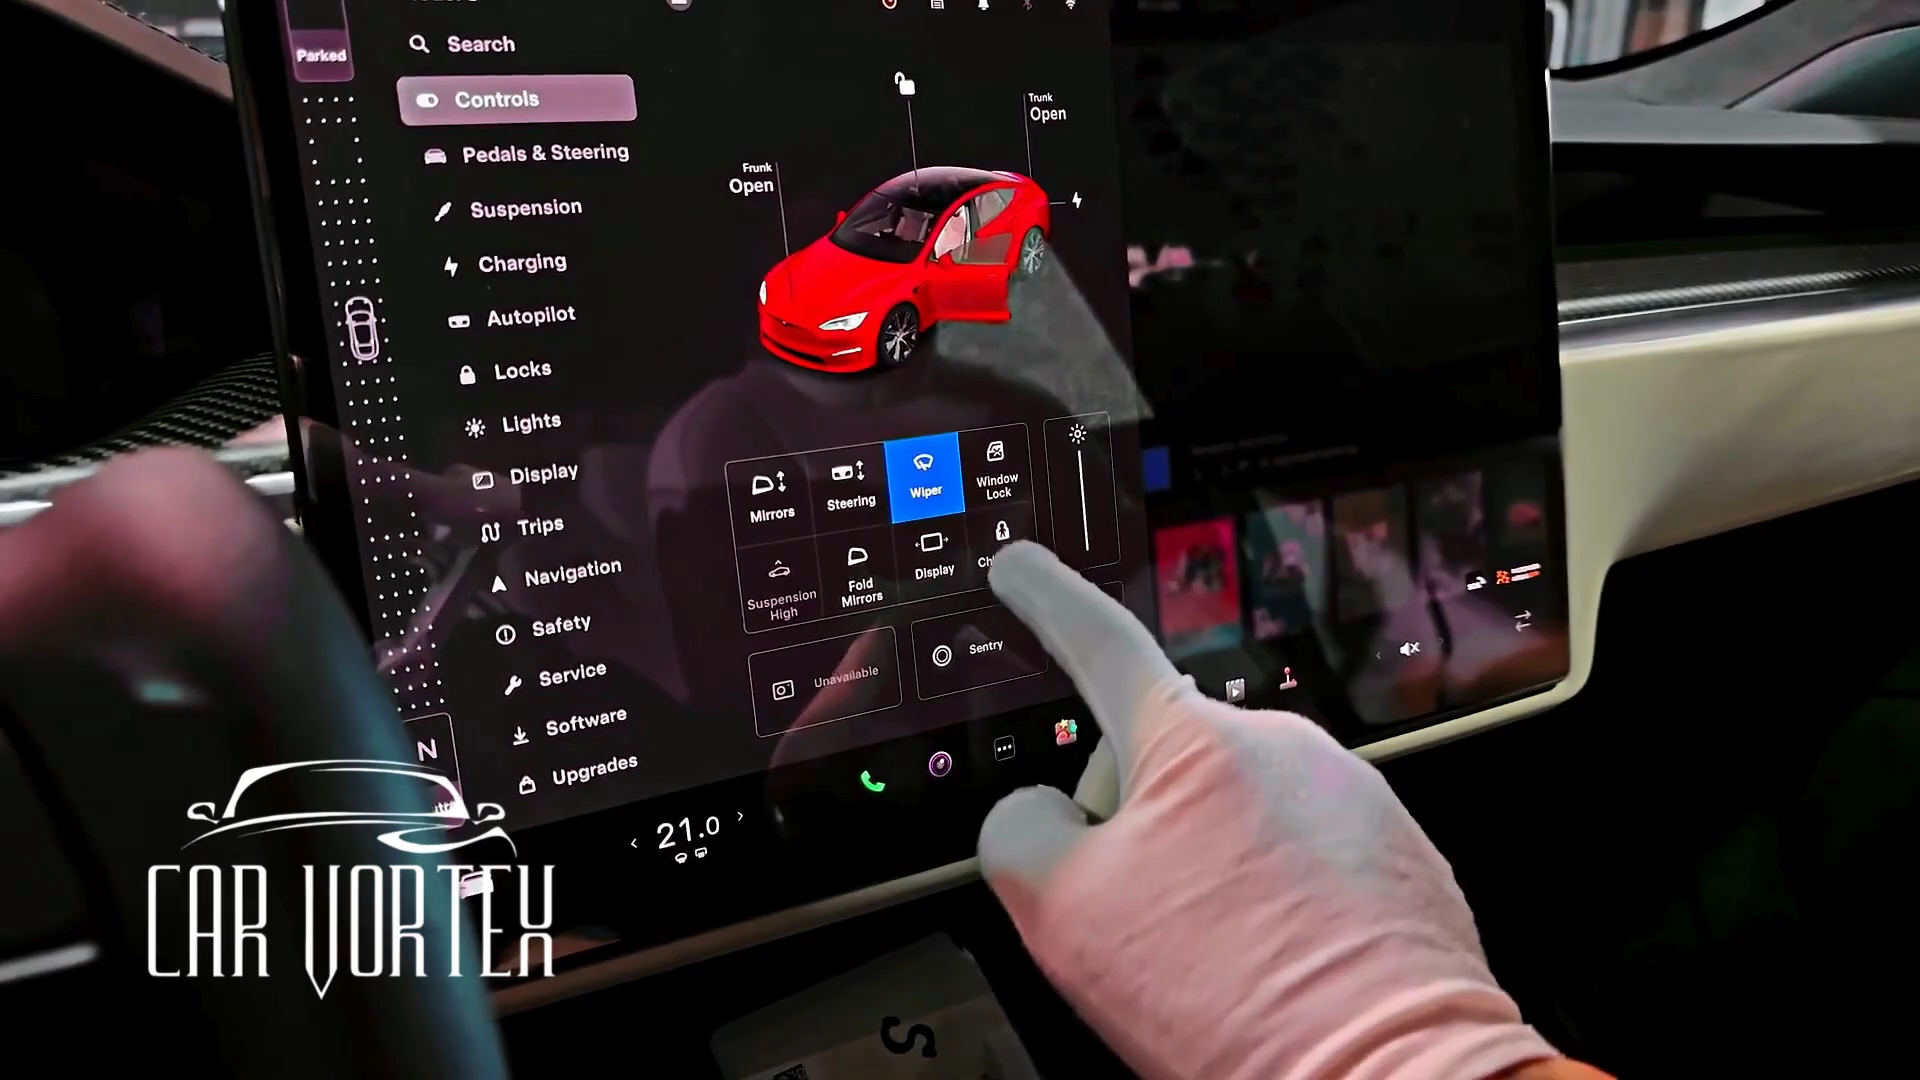 Parked
Search
Controls
Pedals & Steering
Suspension
Charging
Autopilot
Locks
Lights
Display
Trips
Navigation
Safety
Service
Software
Upgrades
Trunk
Open
Frunk
Open
Mirrors
Steering
Wiper
Window
Lock
Suspension
High
Fold
Mirrors
Display
Unavailable
Sentry
N
21.0
CAR VORTEX
S